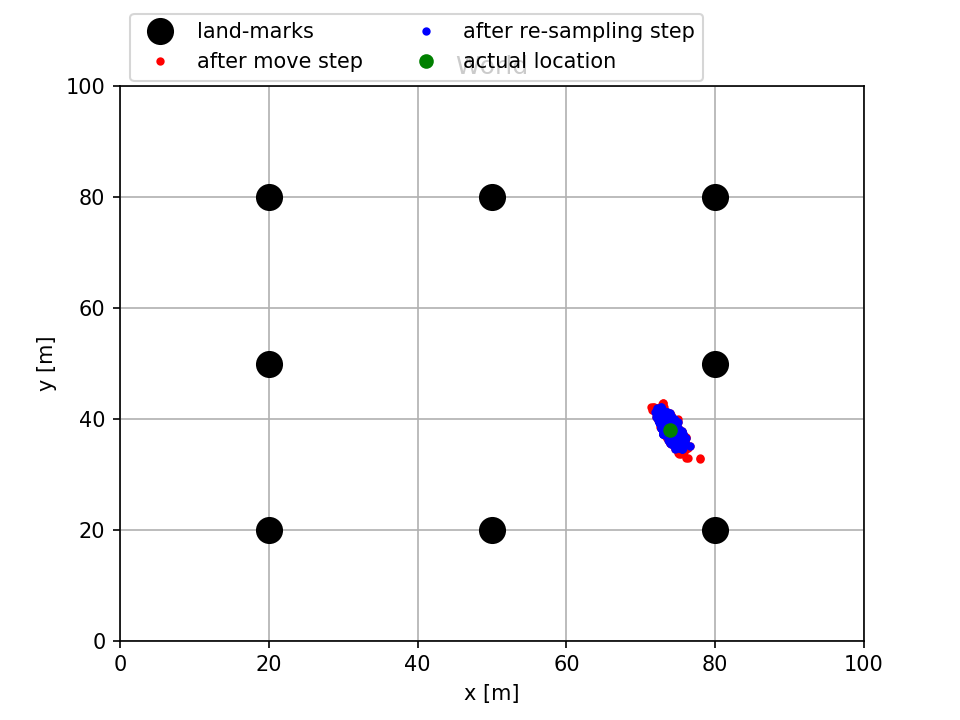 land-marks
after move step
after re-sampling step
actual location
World
100
80
60
40
20
0
y [m]
0 20 40 60 80 100
x [m]